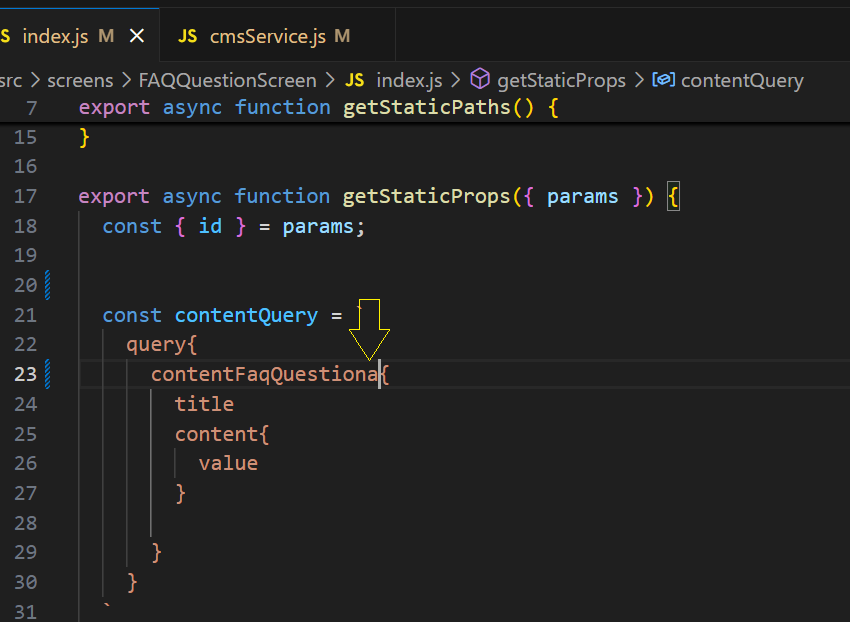 S index.js M × JS cmsService.js M
src > screens > FAQQuestionScreen > JS index.js > getStaticProps > contentQuery
7 export async function getStaticPaths() {
15 }
16
17 export async function getStaticProps({ params }) {
18 const { id } = params;
19
20
21 const contentQuery = `
22 query{
23 contentFaqQuestiona{
24 title
25 content{
26 value
27 }
28
29 }
30 }
31 `